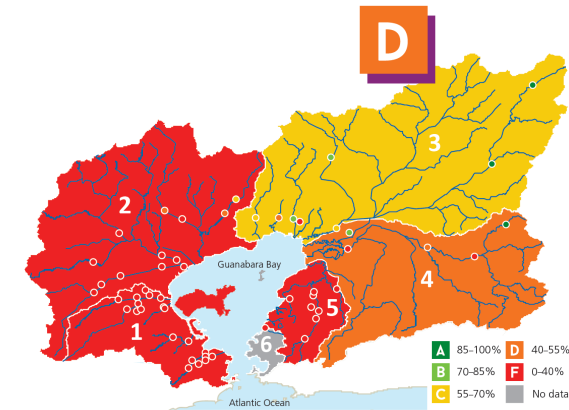 D
3
2
Guanabara Bay
4
5
1
6
A 85–100% D 40–55%
B 70–85% F 0–40%
C 55–70% No data
Atlantic Ocean